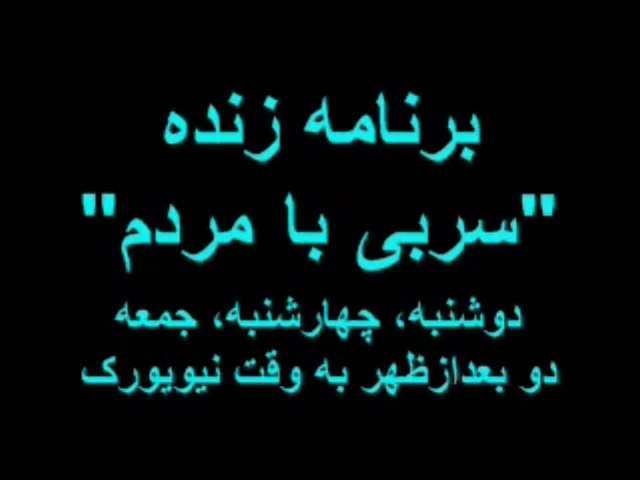 برنامه زنده
"سربی با مردم"
دوشنبه، چهارشنبه، جمعه
دو بعدازظهر به وقت نیویورک